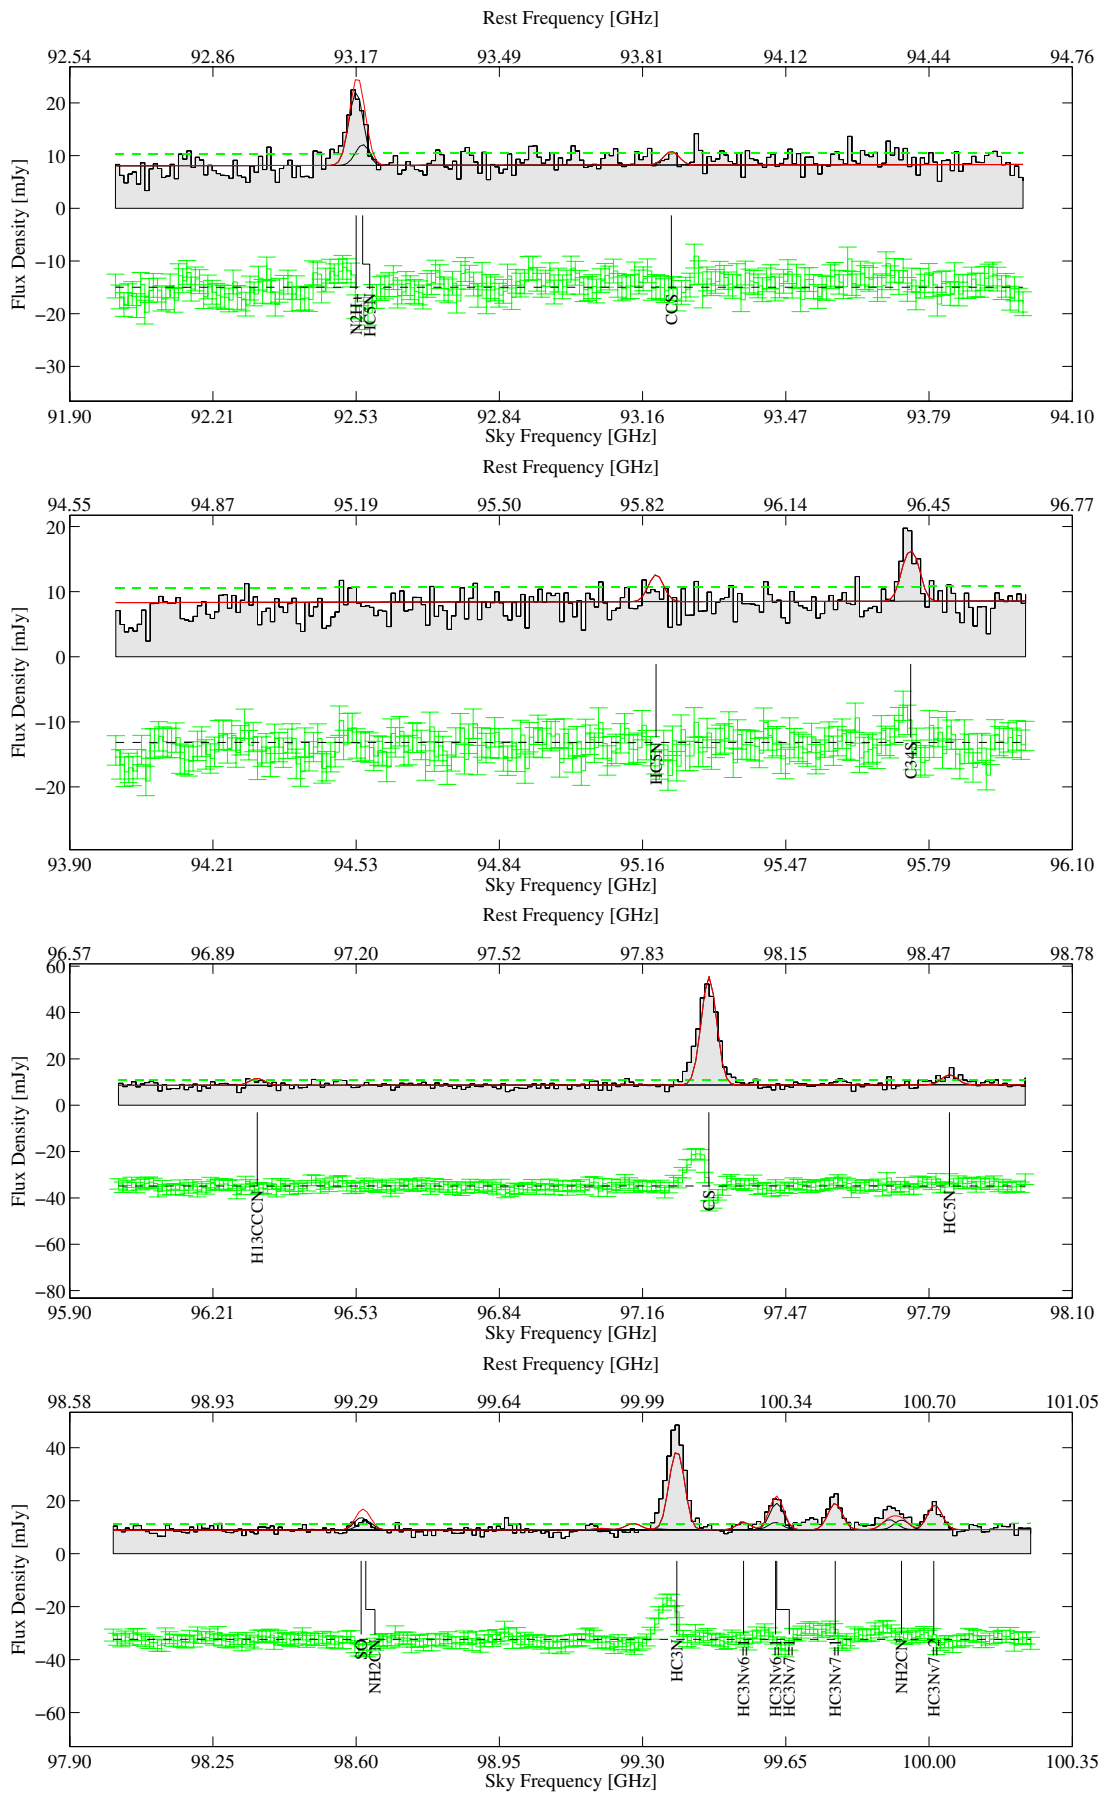 Rest Frequency [GHz]
92.54 92.86 93.17 93.49 93.81 94.12 94.44 94.76
20
10
0
−10
−20
−30
Flux Density [mJy]
N2H+
HC5N
CCS
91.90 92.21 92.53 92.84 93.16 93.47 93.79 94.10
Sky Frequency [GHz]
Rest Frequency [GHz]
94.55 94.87 95.19 95.50 95.82 96.14 96.45 96.77
20
10
0
−10
−20
Flux Density [mJy]
HC5N
C34S
93.90 94.21 94.53 94.84 95.16 95.47 95.79 96.10
Sky Frequency [GHz]
Rest Frequency [GHz]
96.57 96.89 97.20 97.52 97.83 98.15 98.47 98.78
60
40
20
0
−20
−40
−60
−80
Flux Density [mJy]
H13CCCN
CS
HC5N
95.90 96.21 96.53 96.84 97.16 97.47 97.79 98.10
Sky Frequency [GHz]
Rest Frequency [GHz]
98.58 98.93 99.29 99.64 99.99 100.34 100.70 101.05
40
20
0
−20
−40
−60
Flux Density [mJy]
SO
NH2CN
HC3N
HC3Nv6=1
HC3Nv6=1
HC3Nv7=1
HC3Nv7=1
NH2CN
HC3Nv7=2
97.90 98.25 98.60 98.95 99.30 99.65 100.00 100.35
Sky Frequency [GHz]